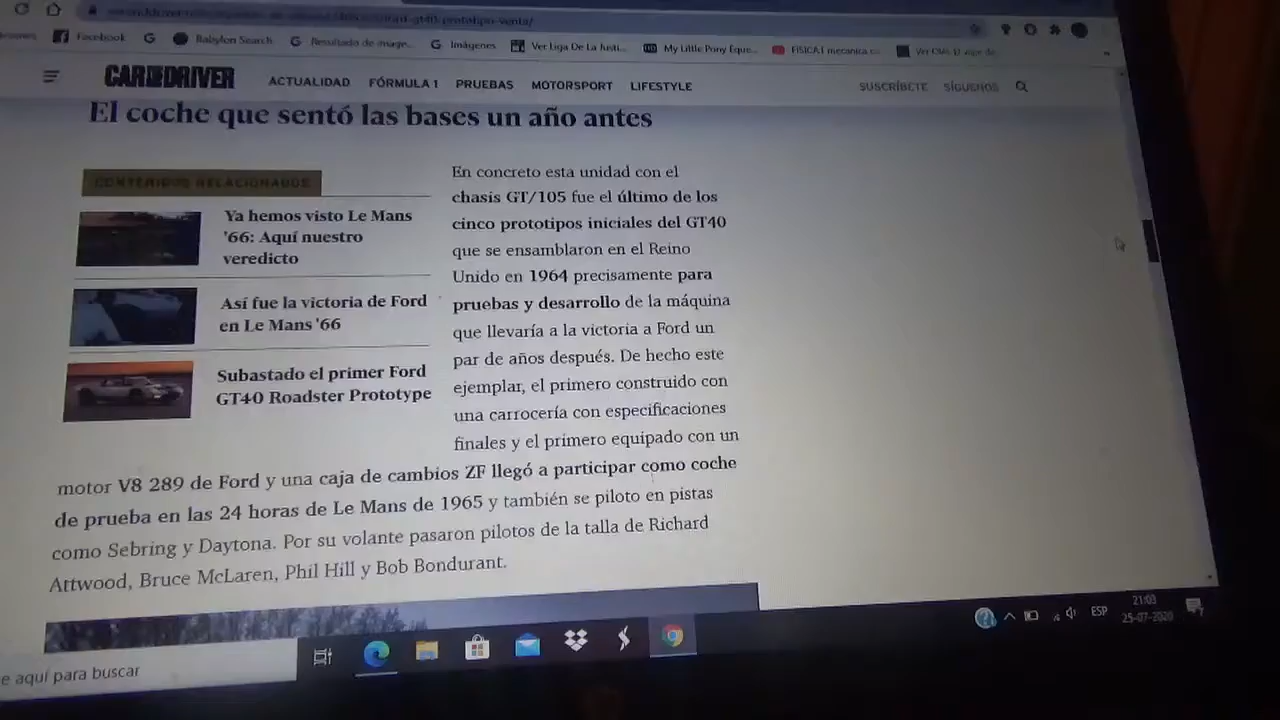 Facebook
Babylon Search
Resultado de image...
Imágenes
Ver Liga De La Justi...
My Little Pony Eque...
CAR AND DRIVER
ACTUALIDAD
FÓRMULA 1
PRUEBAS
MOTORSPORT
LIFESTYLE
SUSCRÍBETE
SÍGUENOS
El coche que sentó las bases un año antes
CONTENIDOS RELACIONADOS
Ya hemos visto Le Mans
'66: Aquí nuestro
veredicto
Así fue la victoria de Ford
en Le Mans '66
Subastado el primer Ford
GT40 Roadster Prototype
En concreto esta unidad con el
chasis GT/105 fue el último de los
cinco prototipos iniciales del GT40
que se ensamblaron en el Reino
Unido en 1964 precisamente para
pruebas y desarrollo de la máquina
que llevaría a la victoria a Ford un
par de años después. De hecho este
ejemplar, el primero construido con
una carrocería con especificaciones
finales y el primero equipado con un
motor V8 289 de Ford y una caja de cambios ZF llegó a participar como coche
de prueba en las 24 horas de Le Mans de 1965 y también se piloto en pistas
como Sebring y Daytona. Por su volante pasaron pilotos de la talla de Richard
Attwood, Bruce McLaren, Phil Hill y Bob Bondurant.
e aquí para buscar
ESP
21:03
25-07-2020